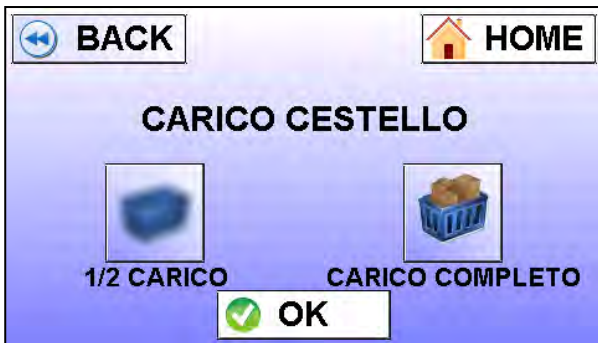 BACK
HOME
CARICO CESTELLO
1/2 CARICO
CARICO COMPLETO
OK